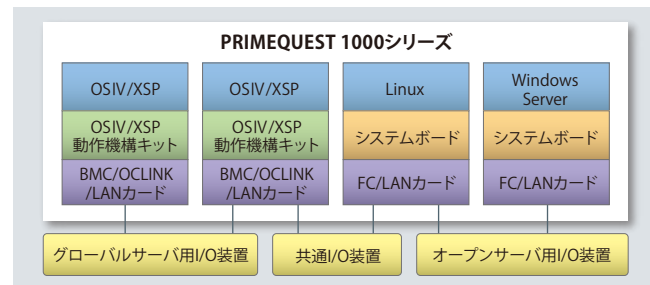 PRIMEQUEST 1000シリーズ
OSIV/XSP
OSIV/XSP
動作機構キット
BMC/OCLINK
/LANカード
OSIV/XSP
OSIV/XSP
動作機構キット
BMC/OCLINK
/LANカード
Linux
システムボード
FC/LANカード
Windows
Server
システムボード
FC/LANカード
グローバルサーバ用I/O装置
共通I/O装置
オープンサーバ用I/O装置